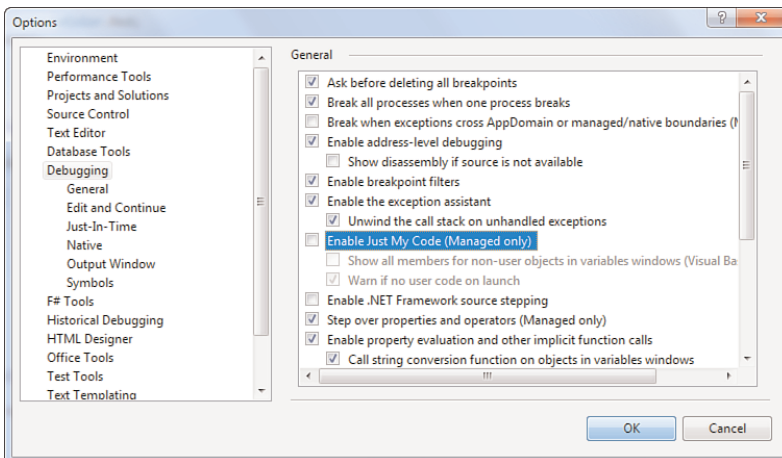 Options
Environment
Performance Tools
Projects and Solutions
Source Control
Text Editor
Database Tools
Debugging
General
Edit and Continue
Just-In-Time
Native
Output Window
Symbols
F# Tools
Historical Debugging
HTML Designer
Office Tools
Test Tools
Text Templating
General
Ask before deleting all breakpoints
Break all processes when one process breaks
Break when exceptions cross AppDomain or managed/native boundaries (M
Enable address-level debugging
Show disassembly if source is not available
Enable breakpoint filters
Enable the exception assistant
Unwind the call stack on unhandled exceptions
Enable Just My Code (Managed only)
Show all members for non-user objects in variables windows (Visual Ba
Warn if no user code on launch
Enable .NET Framework source stepping
Step over properties and operators (Managed only)
Enable property evaluation and other implicit function calls
Call string conversion function on objects in variables windows
OK
Cancel